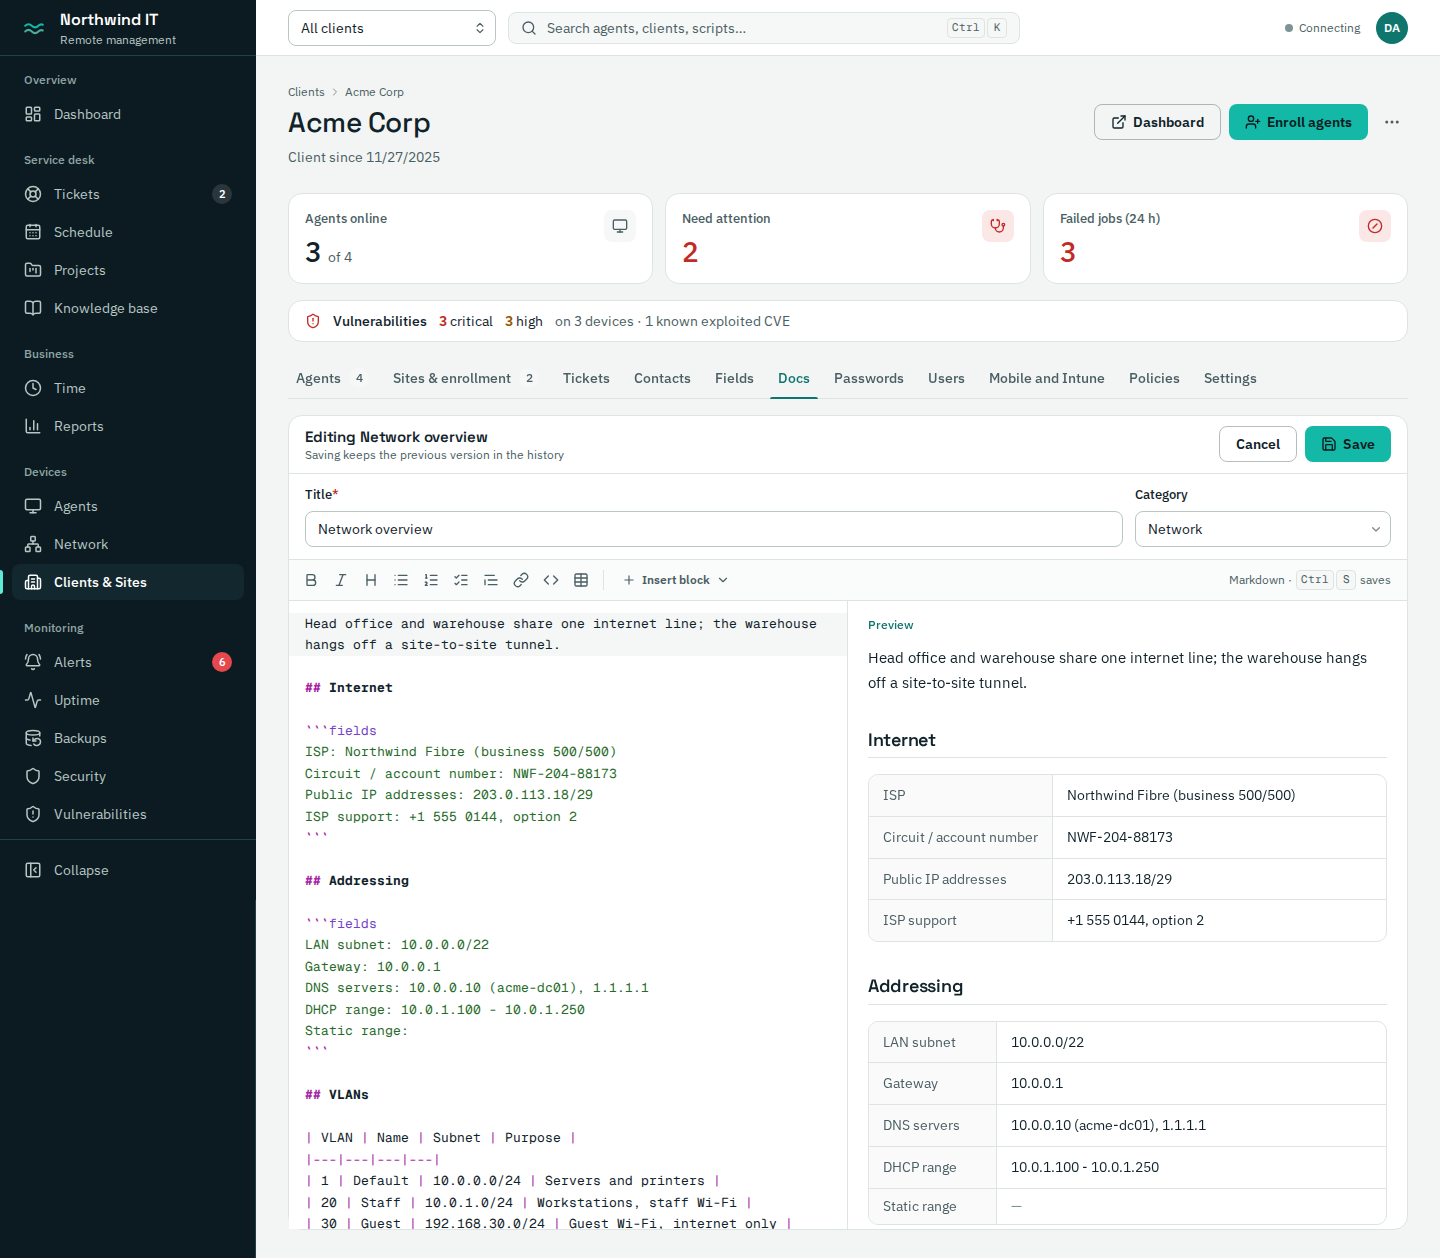 Northwind IT
Remote management
Overview
Dashboard
Service desk
Tickets 2
Schedule
Projects
Knowledge base
Business
Time
Reports
Devices
Agents
Network
Clients & Sites
Monitoring
Alerts 6
Uptime
Backups
Security
Vulnerabilities
Collapse
All clients
Search agents, clients, scripts... Ctrl K
Connecting DA
Clients > Acme Corp
Acme Corp
Client since 11/27/2025
Dashboard
Enroll agents
Agents online
3 of 4
Need attention
2
Failed jobs (24 h)
3
Vulnerabilities 3 critical 3 high on 3 devices · 1 known exploited CVE
Agents 4 Sites & enrollment 2 Tickets Contacts Fields Docs Passwords Users Mobile and Intune Policies Settings
Editing Network overview
Saving keeps the previous version in the history
Cancel Save
Title*
Network overview
Category
Network
Insert block
Markdown · Ctrl S saves
Head office and warehouse share one internet line; the warehouse
hangs off a site-to-site tunnel.
## Internet
```fields
ISP: Northwind Fibre (business 500/500)
Circuit / account number: NWF-204-88173
Public IP addresses: 203.0.113.18/29
ISP support: +1 555 0144, option 2
```
## Addressing
```fields
LAN subnet: 10.0.0.0/22
Gateway: 10.0.0.1
DNS servers: 10.0.0.10 (acme-dc01), 1.1.1.1
DHCP range: 10.0.1.100 - 10.0.1.250
Static range:
```
## VLANs
| VLAN | Name | Subnet | Purpose |
|---|---|---|---|
| 1 | Default | 10.0.0.0/24 | Servers and printers |
| 20 | Staff | 10.0.1.0/24 | Workstations, staff Wi-Fi |
| 30 | Guest | 192.168.30.0/24 | Guest Wi-Fi, internet only |
Preview
Head office and warehouse share one internet line; the warehouse hangs
off a site-to-site tunnel.
Internet
ISP Northwind Fibre (business 500/500)
Circuit / account number NWF-204-88173
Public IP addresses 203.0.113.18/29
ISP support +1 555 0144, option 2
Addressing
LAN subnet 10.0.0.0/22
Gateway 10.0.0.1
DNS servers 10.0.0.10 (acme-dc01), 1.1.1.1
DHCP range 10.0.1.100 - 10.0.1.250
Static range —